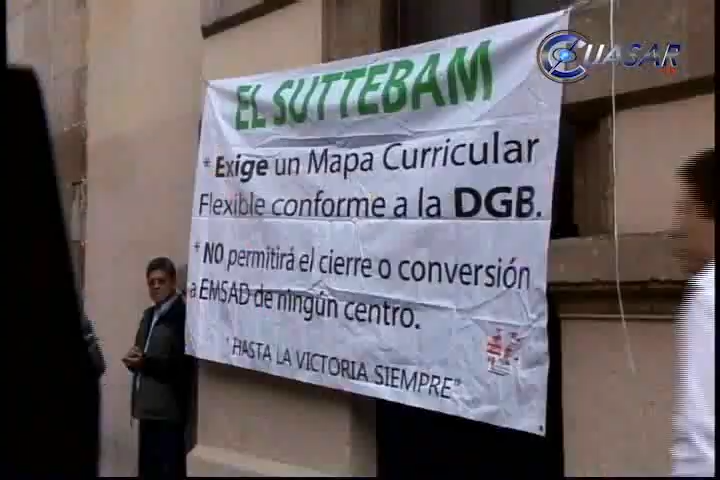 CUASAR
EL SUTTEBAM
* Exige un Mapa Curricular
Flexible conforme a la DGB.
* NO permitirá el cierre o conversión
a EMSAD de ningún centro.
"HASTA LA VICTORIA SIEMPRE"